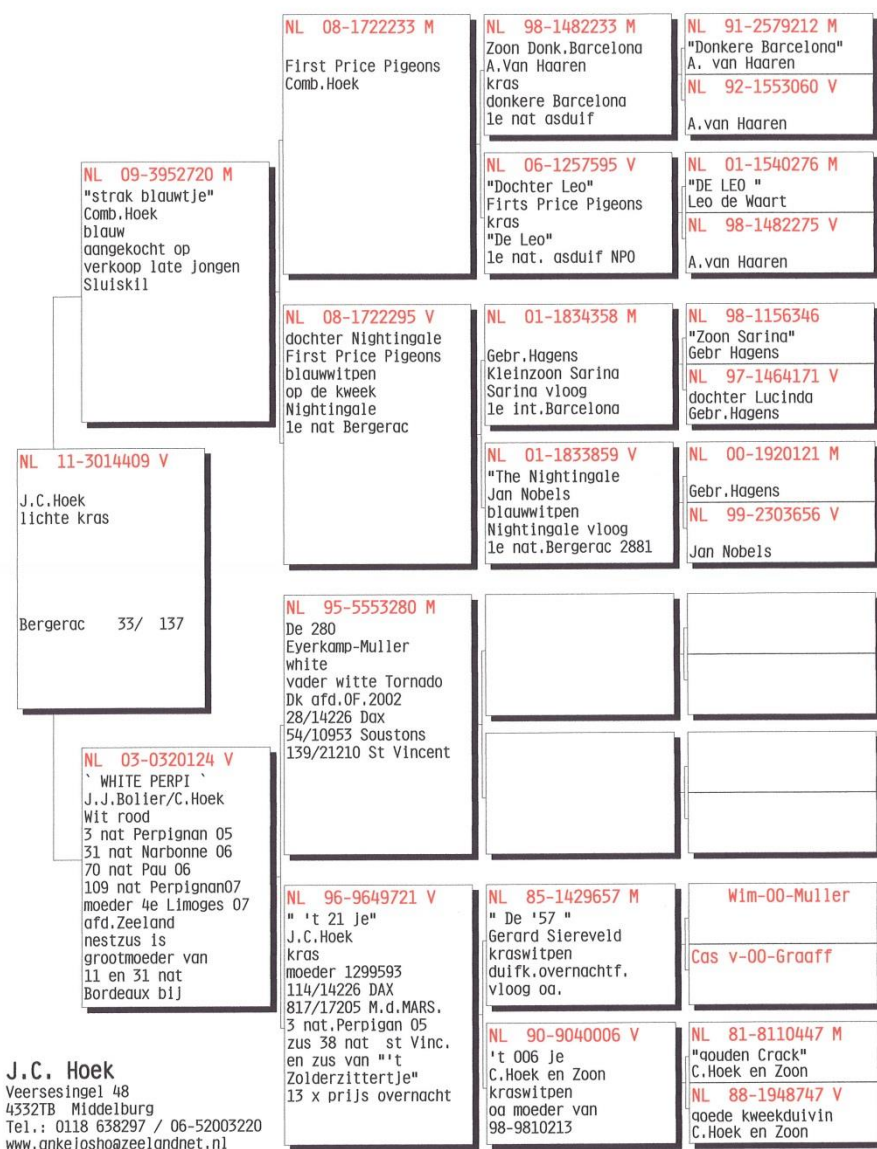 NL 08-1722233 M
First Price Pigeons
Comb.Hoek
NL 98-1482233 M
Zoon Donk.Barcelona
A.Van Haaren
kras
donkere Barcelona
1e nat asduif
NL 91-2579212 M
"Donkere Barcelona"
A. van Haaren
NL 92-1553060 V
A.van Haaren
NL 09-3952720 M
"strak blauwtje"
Comb.Hoek
blauw
aangekocht op
verkoop late jongen
Sluiskil
NL 06-1257595 V
"Dochter Leo"
Firts Price Pigeons
kras
"De Leo"
1e nat. asduif NPO
NL 01-1540276 M
"DE LEO "
Leo de Waart
NL 98-1482275 V
A.van Haaren
NL 08-1722295 V
dochter Nightingale
First Price Pigeons
blauwwitpen
op de kweek
Nightingale
1e nat Bergerac
NL 01-1834358 M
Gebr.Hagens
Kleinzoon Sarina
Sarina vloog
1e int.Barcelona
NL 98-1156346
"Zoon Sarina"
Gebr Hagens
NL 97-1464171 V
dochter Lucinda
Gebr.Hagens
NL 11-3014409 V
J.C.Hoek
lichte kras
Bergerac 33/ 137
NL 01-1833859 V
"The Nightingale
Jan Nobels
blauwwitpen
Nightingale vloog
1e nat.Bergerac 2881
NL 00-1920121 M
Gebr.Hagens
NL 99-2303656 V
Jan Nobels
NL 95-5553280 M
De 280
Eyerkamp-Muller
white
vader witte Tornado
Dk afd.OF.2002
28/14226 Dax
54/10953 Soustons
139/21210 St Vincent
NL 03-0320124 V
` WHITE PERPI `
J.J.Bolier/C.Hoek
Wit rood
3 nat Perpignan 05
31 nat Narbonne 06
70 nat Pau 06
109 nat Perpignan07
moeder 4e Limoges 07
afd.Zeeland
nestzus is
grootmoeder van
11 en 31 nat
Bordeaux bij
NL 96-9649721 V
" 't 21 je"
J.C.Hoek
kras
moeder 1299593
114/14226 DAX
817/17205 M.d.MARS.
3 nat.Perpigan 05
zus 38 nat st Vinc.
en zus van "'t
Zolderzittertje"
13 x prijs overnacht
NL 85-1429657 M
" De '57 "
Gerard Siereveld
kraswitpen
duifk.overnachtf.
vloog oa.
Wim-OO-Muller
Cas v-OO-Graaff
NL 90-9040006 V
't 006 je
C.Hoek en Zoon
kraswitpen
oa moeder van
98-9810213
NL 81-8110447 M
"gouden Crack"
C.Hoek en Zoon
NL 88-1948747 V
goede kweekduivin
C.Hoek en Zoon
J.C. Hoek
Veersesingel 48
4332TB Middelburg
Tel.: 0118 638297 / 06-52003220
www.ankejosho@zeelandnet.nl